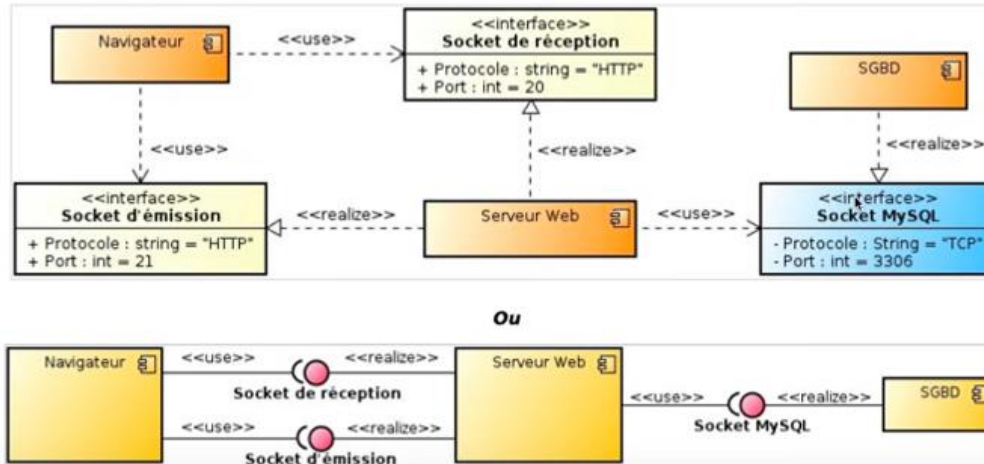 <<interface>>
Navigateur
<<use>>
Socket de réception
+ Protocole : string = "HTTP"
+ Port : int = 20
SGBD
<<use>>
<<realize>>
<<realize>>
<<interface>>
Socket d'émission
+ Protocole : string = "HTTP"
+ Port : int = 21
<<realize>>
Serveur Web
<<use>>
<<interface>>
Socket MySQL
- Protocole : String = "TCP"
- Port : int = 3306
Ou
Navigateur
<<use>>
<<realize>>
Socket de réception
<<use>>
<<realize>>
Socket d'émission
Serveur Web
<<use>>
<<realize>>
Socket MySQL
SGBD